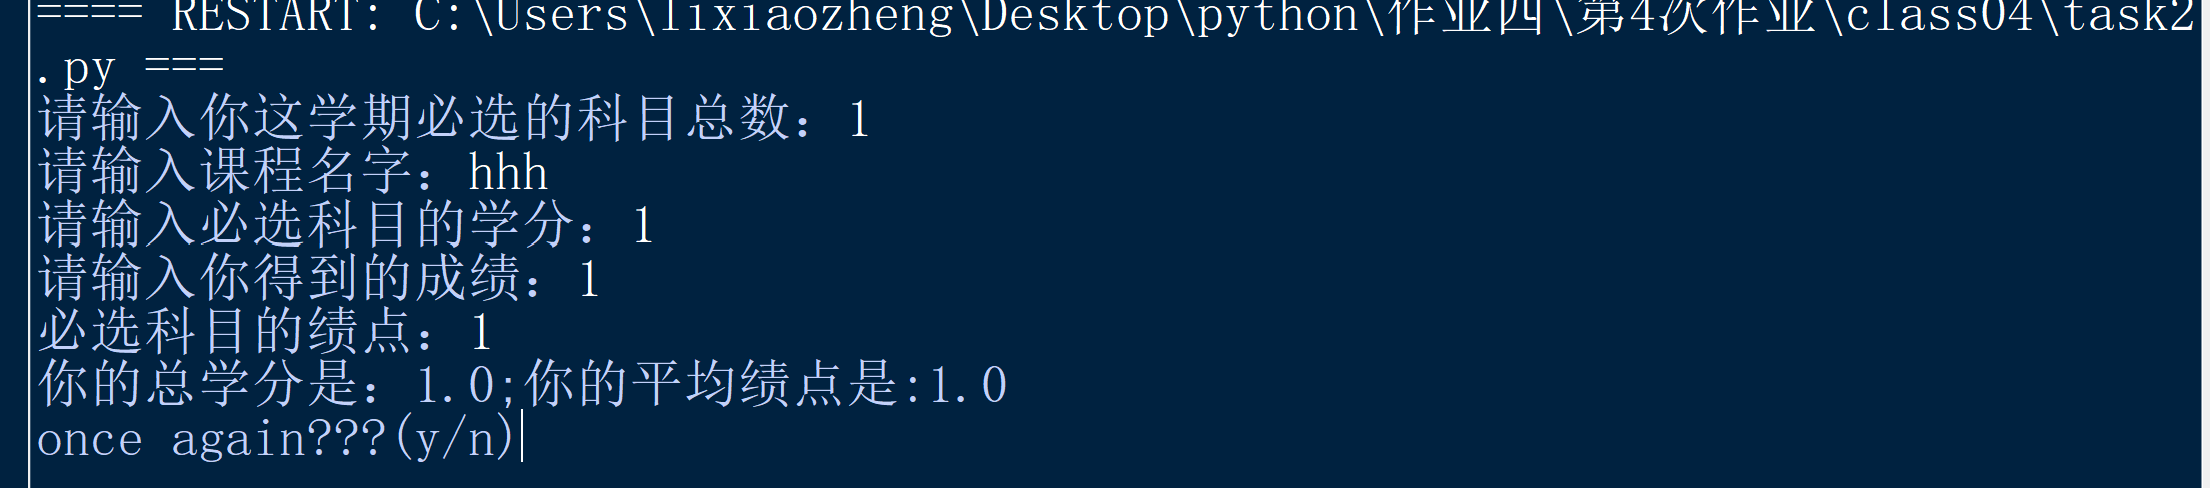 ==== RESTART: C:\Users\lixiaozheng\Desktop\python\作业四\第4次作业\class04\task2
.py ===
请输入你这学期必选的科目总数：1
请输入课程名字：hhh
请输入必选科目的学分：1
请输入你得到的成绩：1
必选科目的绩点：1
你的总学分是：1.0;你的平均绩点是:1.0
once again???(y/n)